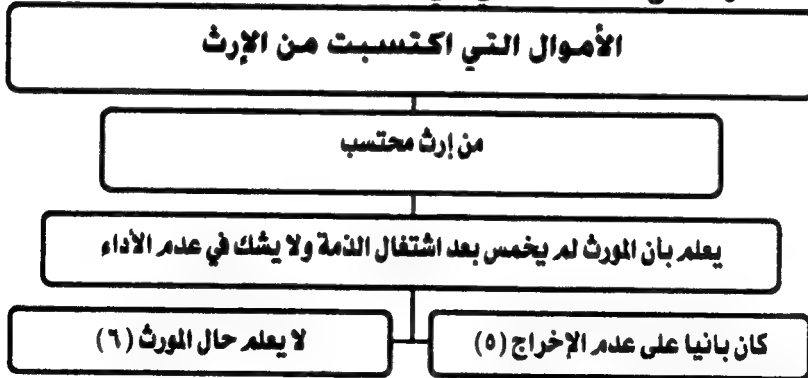 الأموال التي اكتسبت من الإرث
من إرث محتسب
يعلم بأن المورث لم يخمس بعد اشتغال الذمة ولا يشك في عدم الأداء
كان بانيا على عدم الإخراج (٥)
لا يعلم حال المورث (٦)